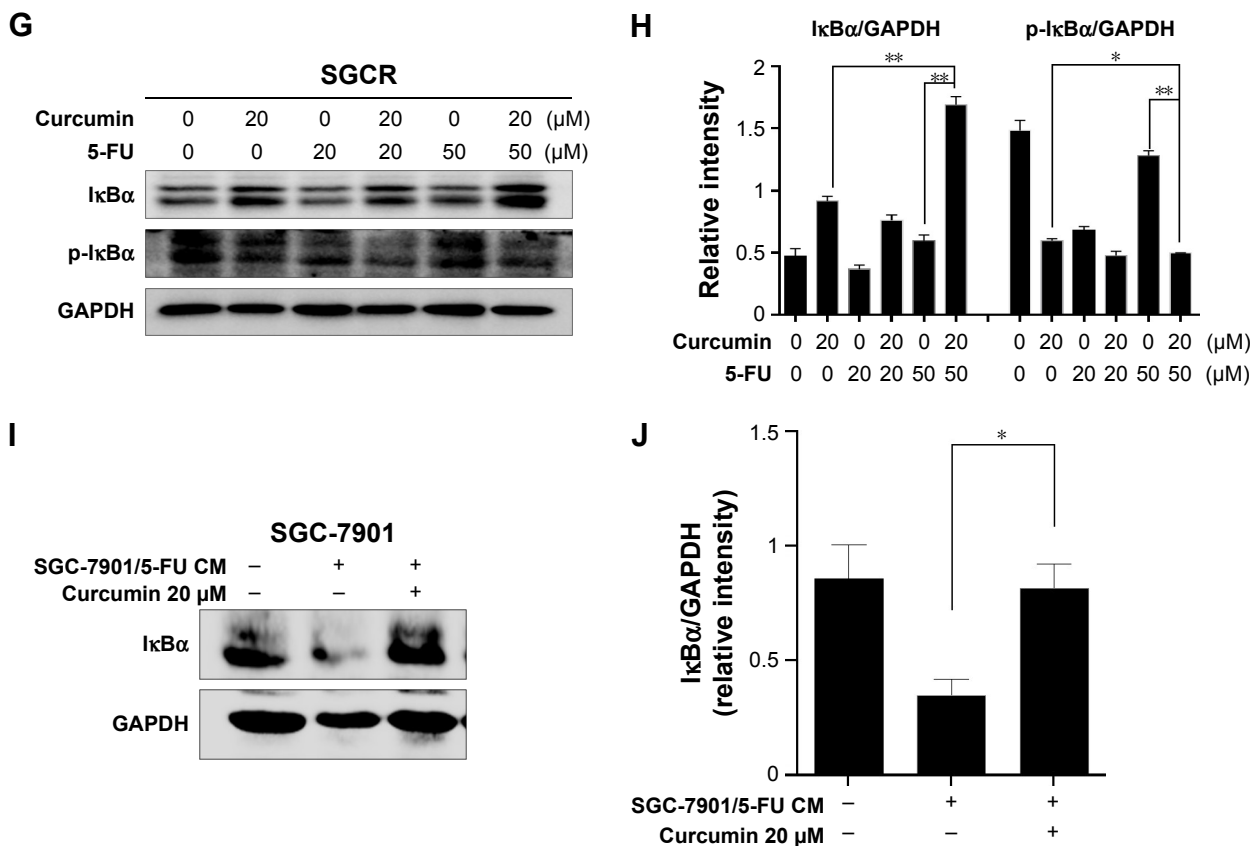 G
SGCR
Curcumin 0 20 0 20 0 20 (μM)
5-FU 0 0 20 20 50 50 (μM)
IκBα
p-IκBα
GAPDH
H
IκBα/GAPDH p-IκBα/GAPDH
Relative intensity
2
1.5
1
0.5
0
** ** * **
Curcumin 0 20 0 20 0 20 0 20 0 20 0 20 (μM)
5-FU 0 0 20 20 50 50 0 0 20 20 50 50 (μM)
I
SGC-7901
SGC-7901/5-FU CM – + +
Curcumin 20 μM – – +
IκBα
GAPDH
J
IκBα/GAPDH
(relative intensity)
1.5
1
0.5
0
*
SGC-7901/5-FU CM – + +
Curcumin 20 μM – – +